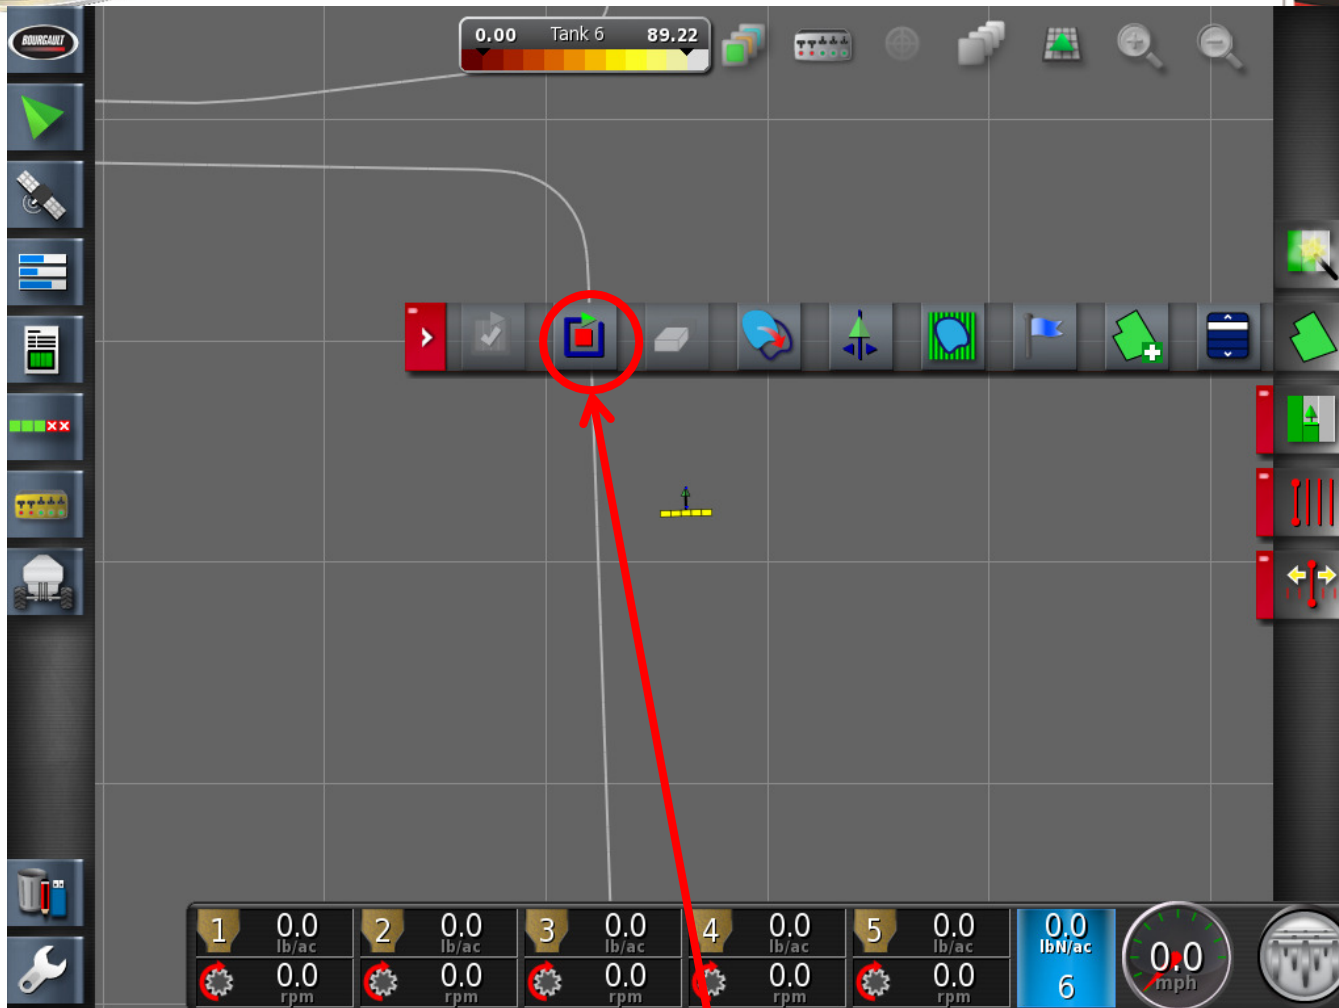 BOURGAULT
0.00 Tank 6 89.22
1 0.0 lb/ac 2 0.0 lb/ac 3 0.0 lb/ac 4 0.0 lb/ac 5 0.0 lb/ac 0.0 lbN/ac
0.0 rpm 0.0 rpm 0.0 rpm 0.0 rpm 0.0 rpm 6
0.0 mph